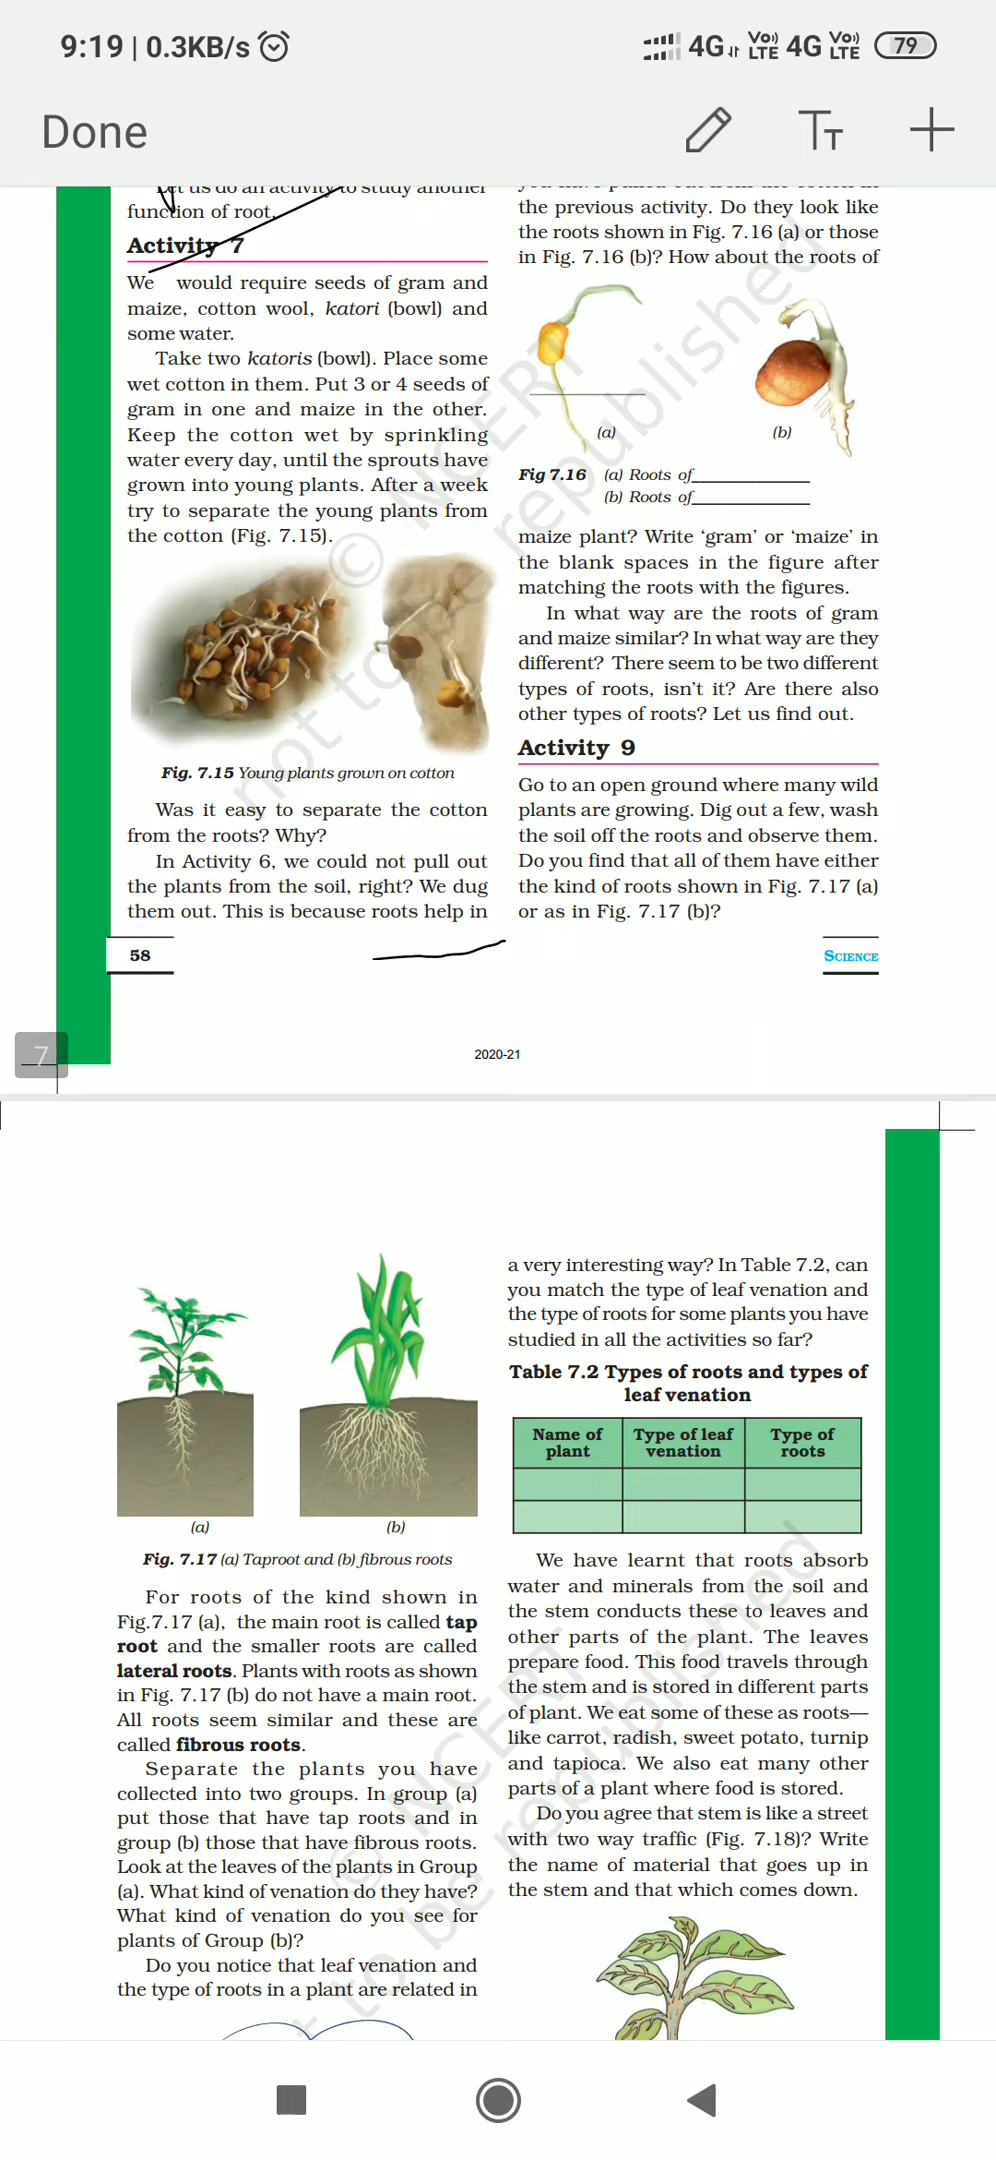 9:19 | 0.3KB/s
4G VoLTE 4G VoLTE 79
Done
TT
Let us do an activity to study another
function of root.
Activity 7
We would require seeds of gram and
maize, cotton wool, katori (bowl) and
some water.
Take two katoris (bowl). Place some
wet cotton in them. Put 3 or 4 seeds of
gram in one and maize in the other.
Keep the cotton wet by sprinkling
water every day, until the sprouts have
grown into young plants. After a week
try to separate the young plants from
the cotton (Fig. 7.15).
Fig. 7.15 Young plants grown on cotton
Was it easy to separate the cotton
from the roots? Why?
In Activity 6, we could not pull out
the plants from the soil, right? We dug
them out. This is because roots help in
the previous activity. Do they look like
the roots shown in Fig. 7.16 (a) or those
in Fig. 7.16 (b)? How about the roots of
(a)
(b)
Fig 7.16 (a) Roots of______________
(b) Roots of______________
maize plant? Write ‘gram’ or ‘maize’ in
the blank spaces in the figure after
matching the roots with the figures.
In what way are the roots of gram
and maize similar? In what way are they
different? There seem to be two different
types of roots, isn’t it? Are there also
other types of roots? Let us find out.
Activity 9
Go to an open ground where many wild
plants are growing. Dig out a few, wash
the soil off the roots and observe them.
Do you find that all of them have either
the kind of roots shown in Fig. 7.17 (a)
or as in Fig. 7.17 (b)?
58
SCIENCE
7
2020-21
© NCERT
not to be republished
(a)
(b)
Fig. 7.17 (a) Taproot and (b) fibrous roots
For roots of the kind shown in
Fig.7.17 (a), the main root is called tap
root and the smaller roots are called
lateral roots. Plants with roots as shown
in Fig. 7.17 (b) do not have a main root.
All roots seem similar and these are
called fibrous roots.
Separate the plants you have
collected into two groups. In group (a)
put those that have tap roots and in
group (b) those that have fibrous roots.
Look at the leaves of the plants in Group
(a). What kind of venation do they have?
What kind of venation do you see for
plants of Group (b)?
Do you notice that leaf venation and
the type of roots in a plant are related in
a very interesting way? In Table 7.2, can
you match the type of leaf venation and
the type of roots for some plants you have
studied in all the activities so far?
Table 7.2 Types of roots and types of
leaf venation
Name of plant
Type of leaf venation
Type of roots
We have learnt that roots absorb
water and minerals from the soil and
the stem conducts these to leaves and
other parts of the plant. The leaves
prepare food. This food travels through
the stem and is stored in different parts
of plant. We eat some of these as roots—
like carrot, radish, sweet potato, turnip
and tapioca. We also eat many other
parts of a plant where food is stored.
Do you agree that stem is like a street
with two way traffic (Fig. 7.18)? Write
the name of material that goes up in
the stem and that which comes down.
© NCERT
to be republished